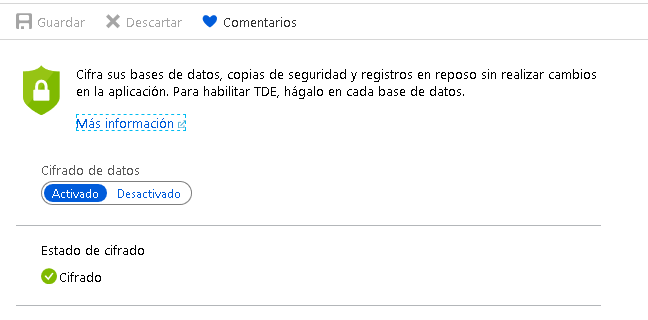 Guardar Descartar Comentarios
Cifra sus bases de datos, copias de seguridad y registros en reposo sin realizar cambios
en la aplicación. Para habilitar TDE, hágalo en cada base de datos.
Más información
Cifrado de datos
Activado Desactivado
Estado de cifrado
Cifrado